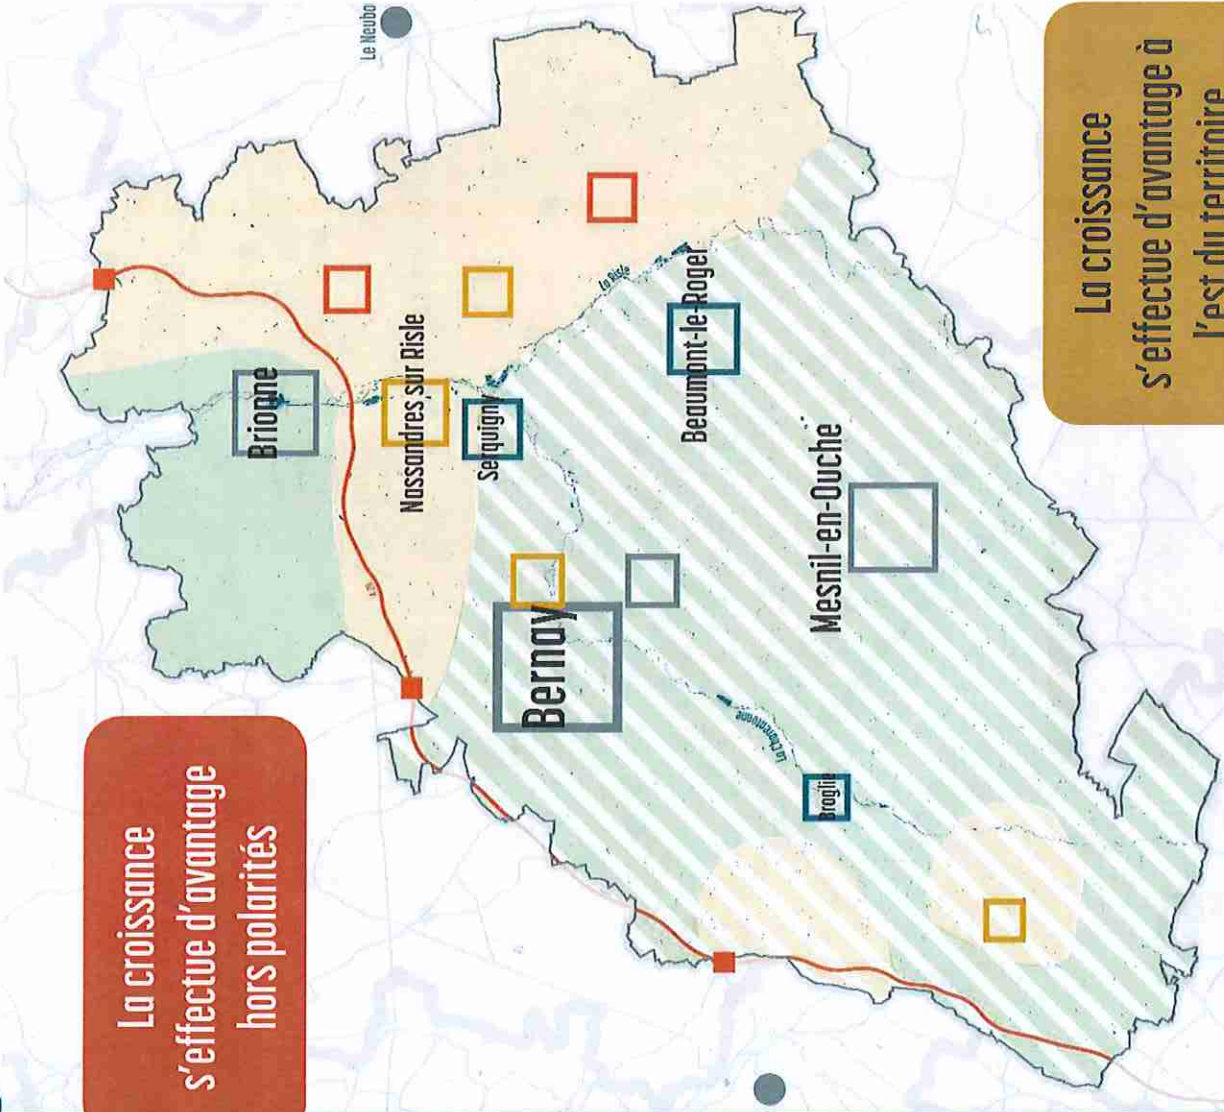 La croissance
s'effectue d'avantage
hors polarités
Le Neubo
Brionne
Nassandres sur Risle
Serquigny
La Risle
Beaumont-le-Roger
Bernay
Mesnil-en-Ouche
La Charentonne
Broglie
La croissance
s'effectue d'avantage à
l'est du territoire